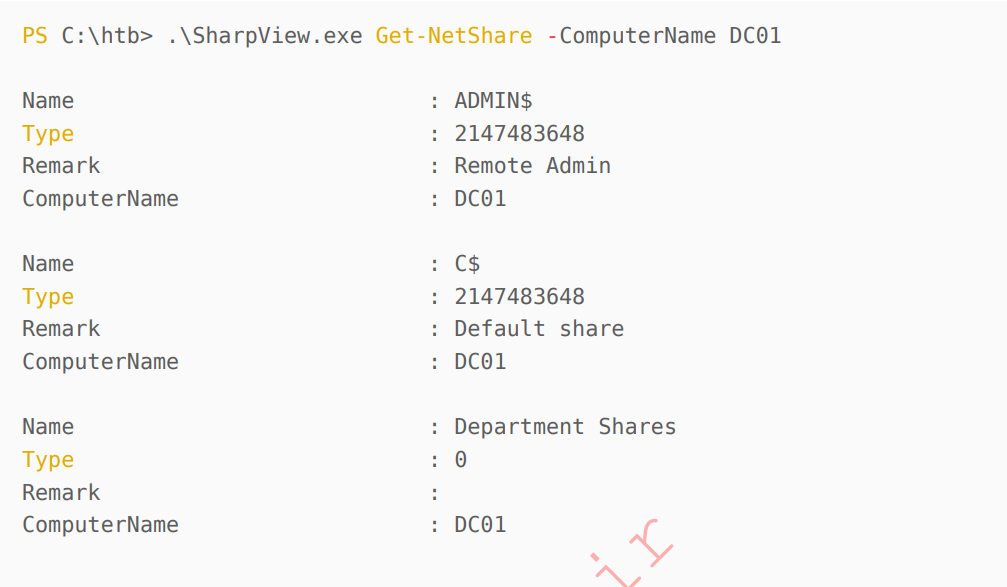 PS C:\htb> .\SharpView.exe Get-NetShare -ComputerName DC01
Name : ADMIN$
Type : 2147483648
Remark : Remote Admin
ComputerName : DC01
Name : C$
Type : 2147483648
Remark : Default share
ComputerName : DC01
Name : Department Shares
Type : 0
Remark :
ComputerName : DC01